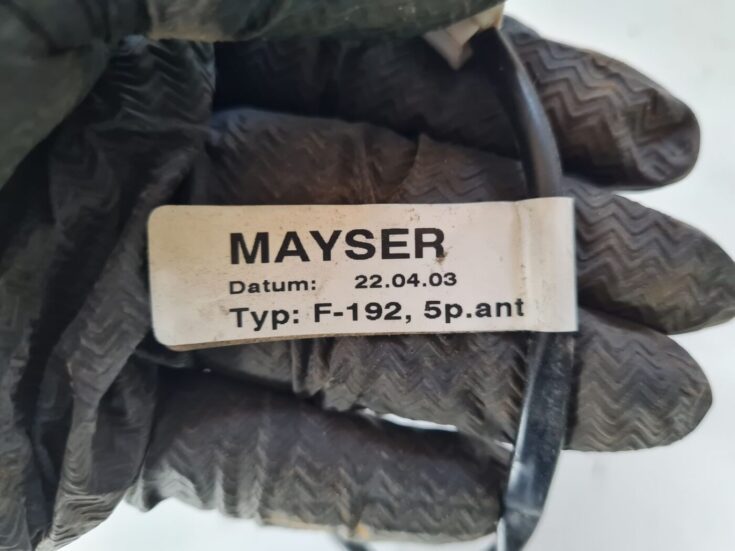 MAYSER
Datum: 22.04.03
Typ: F-192, 5p.ant